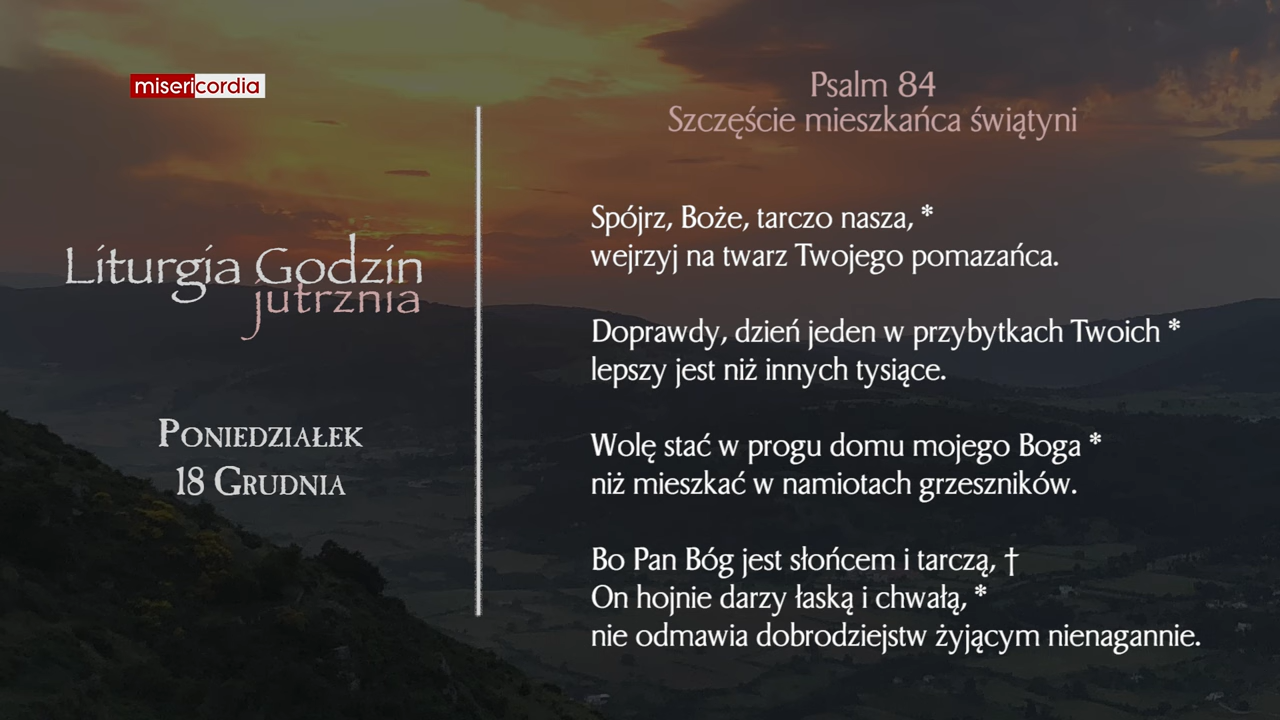 misericordia
Liturgia Godzin
jutrznia
Poniedziałek
18 Grudnia
Psalm 84
Szczęście mieszkańca świątyni
Spójrz, Boże, tarczo nasza, *
wejrzyj na twarz Twojego pomazańca.
Doprawdy, dzień jeden w przybytkach Twoich *
lepszy jest niż innych tysiące.
Wolę stać w progu domu mojego Boga *
niż mieszkać w namiotach grzeszników.
Bo Pan Bóg jest słońcem i tarczą, †
On hojnie darzy łaską i chwałą, *
nie odmawia dobrodziejstw żyjącym nienagannie.